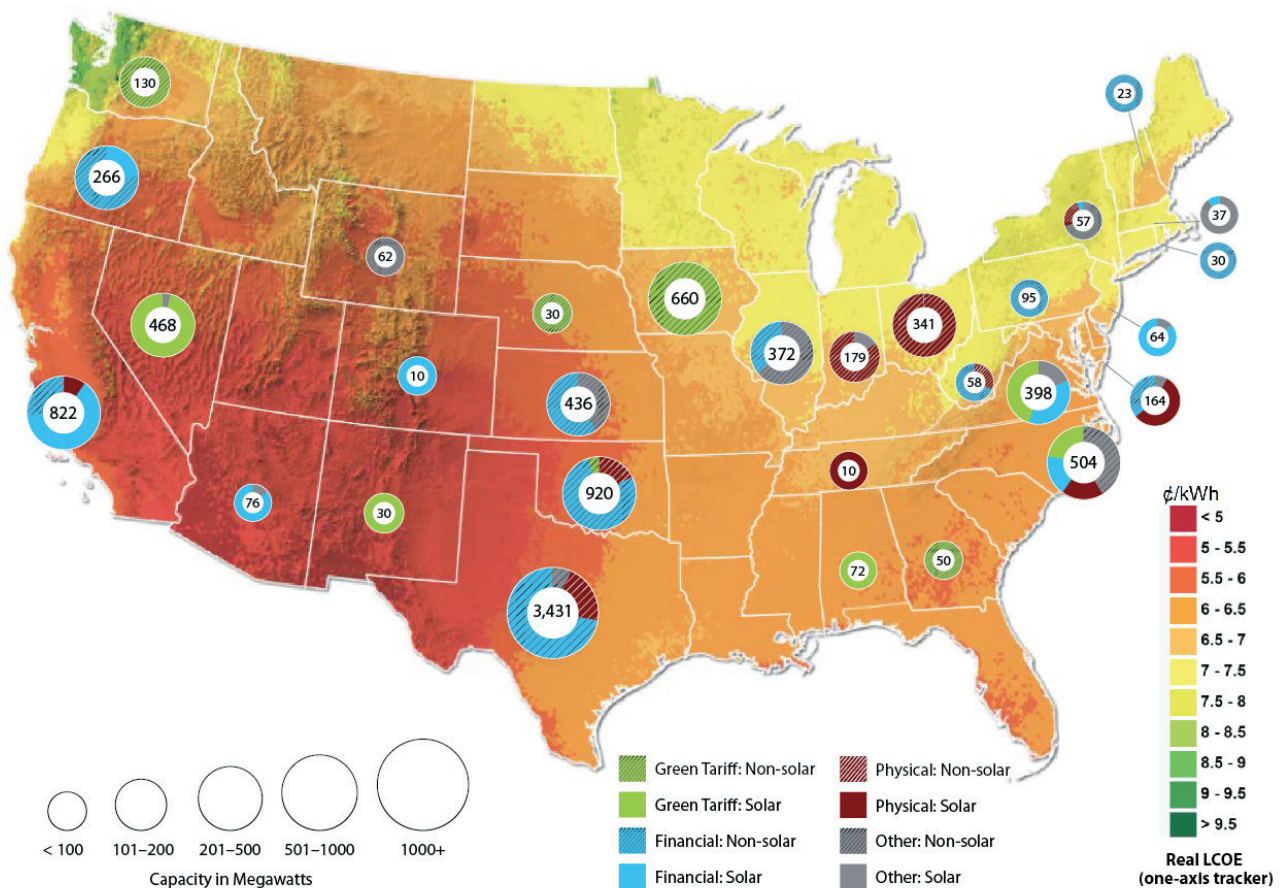 130
23
266
57
37
62
30
468
30
660
95
372
341
64
179
10
58
398
822
436
164
504
10
920
76
30
72
50
3,431
¢/kWh
< 5
5 - 5.5
5.5 - 6
6 - 6.5
6.5 - 7
7 - 7.5
7.5 - 8
8 - 8.5
8.5 - 9
9 - 9.5
> 9.5
Real LCOE
(one-axis tracker)
< 100
101–200
201–500
501–1000
1000+
Capacity in Megawatts
Green Tariff: Non-solar
Green Tariff: Solar
Financial: Non-solar
Financial: Solar
Physical: Non-solar
Physical: Solar
Other: Non-solar
Other: Solar